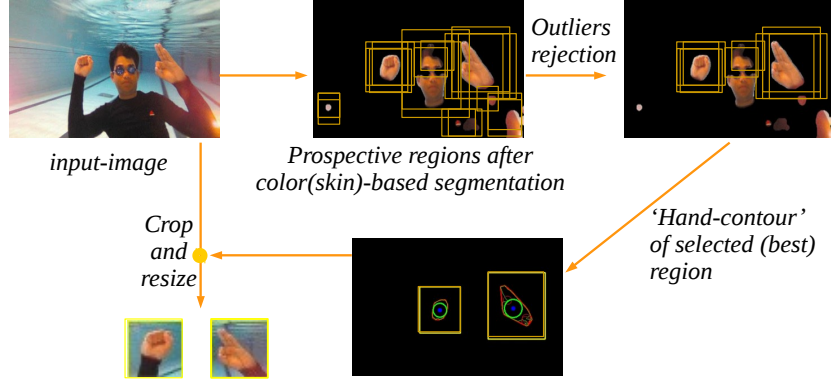 Outliers
rejection
input-image
Prospective regions after
color(skin)-based segmentation
‘Hand-contour’
of selected (best)
region
Crop
and
resize